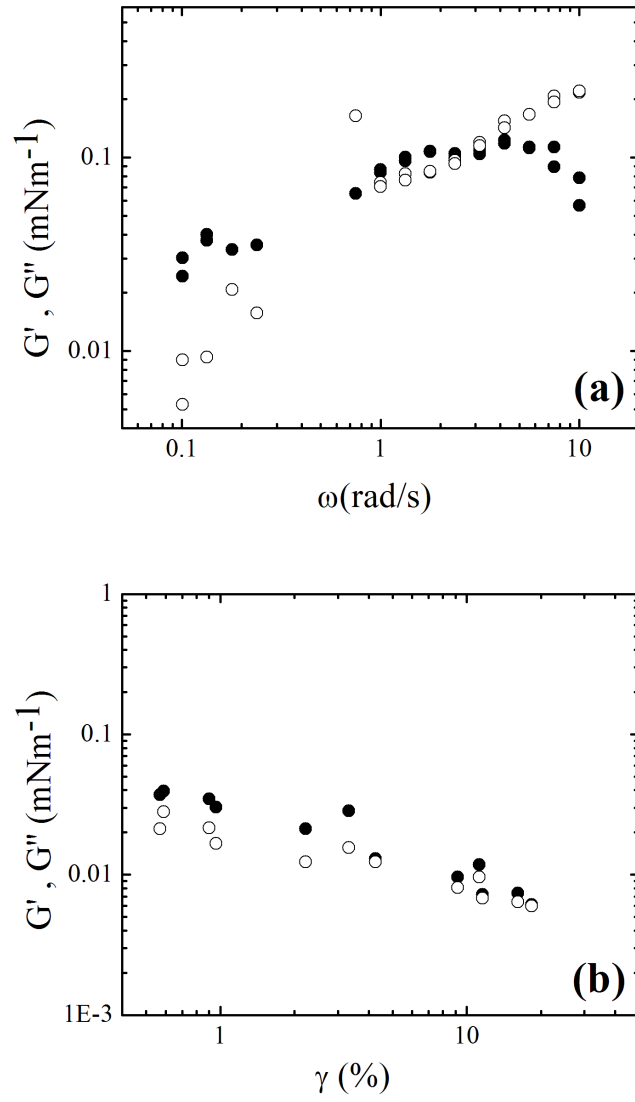 G' , G'' (mNm⁻¹)
0.1
0.01
0.1
1
10
(a)
ω(rad/s)
G' , G'' (mNm⁻¹)
1
0.1
0.01
1E-3
1
10
(b)
γ (%)